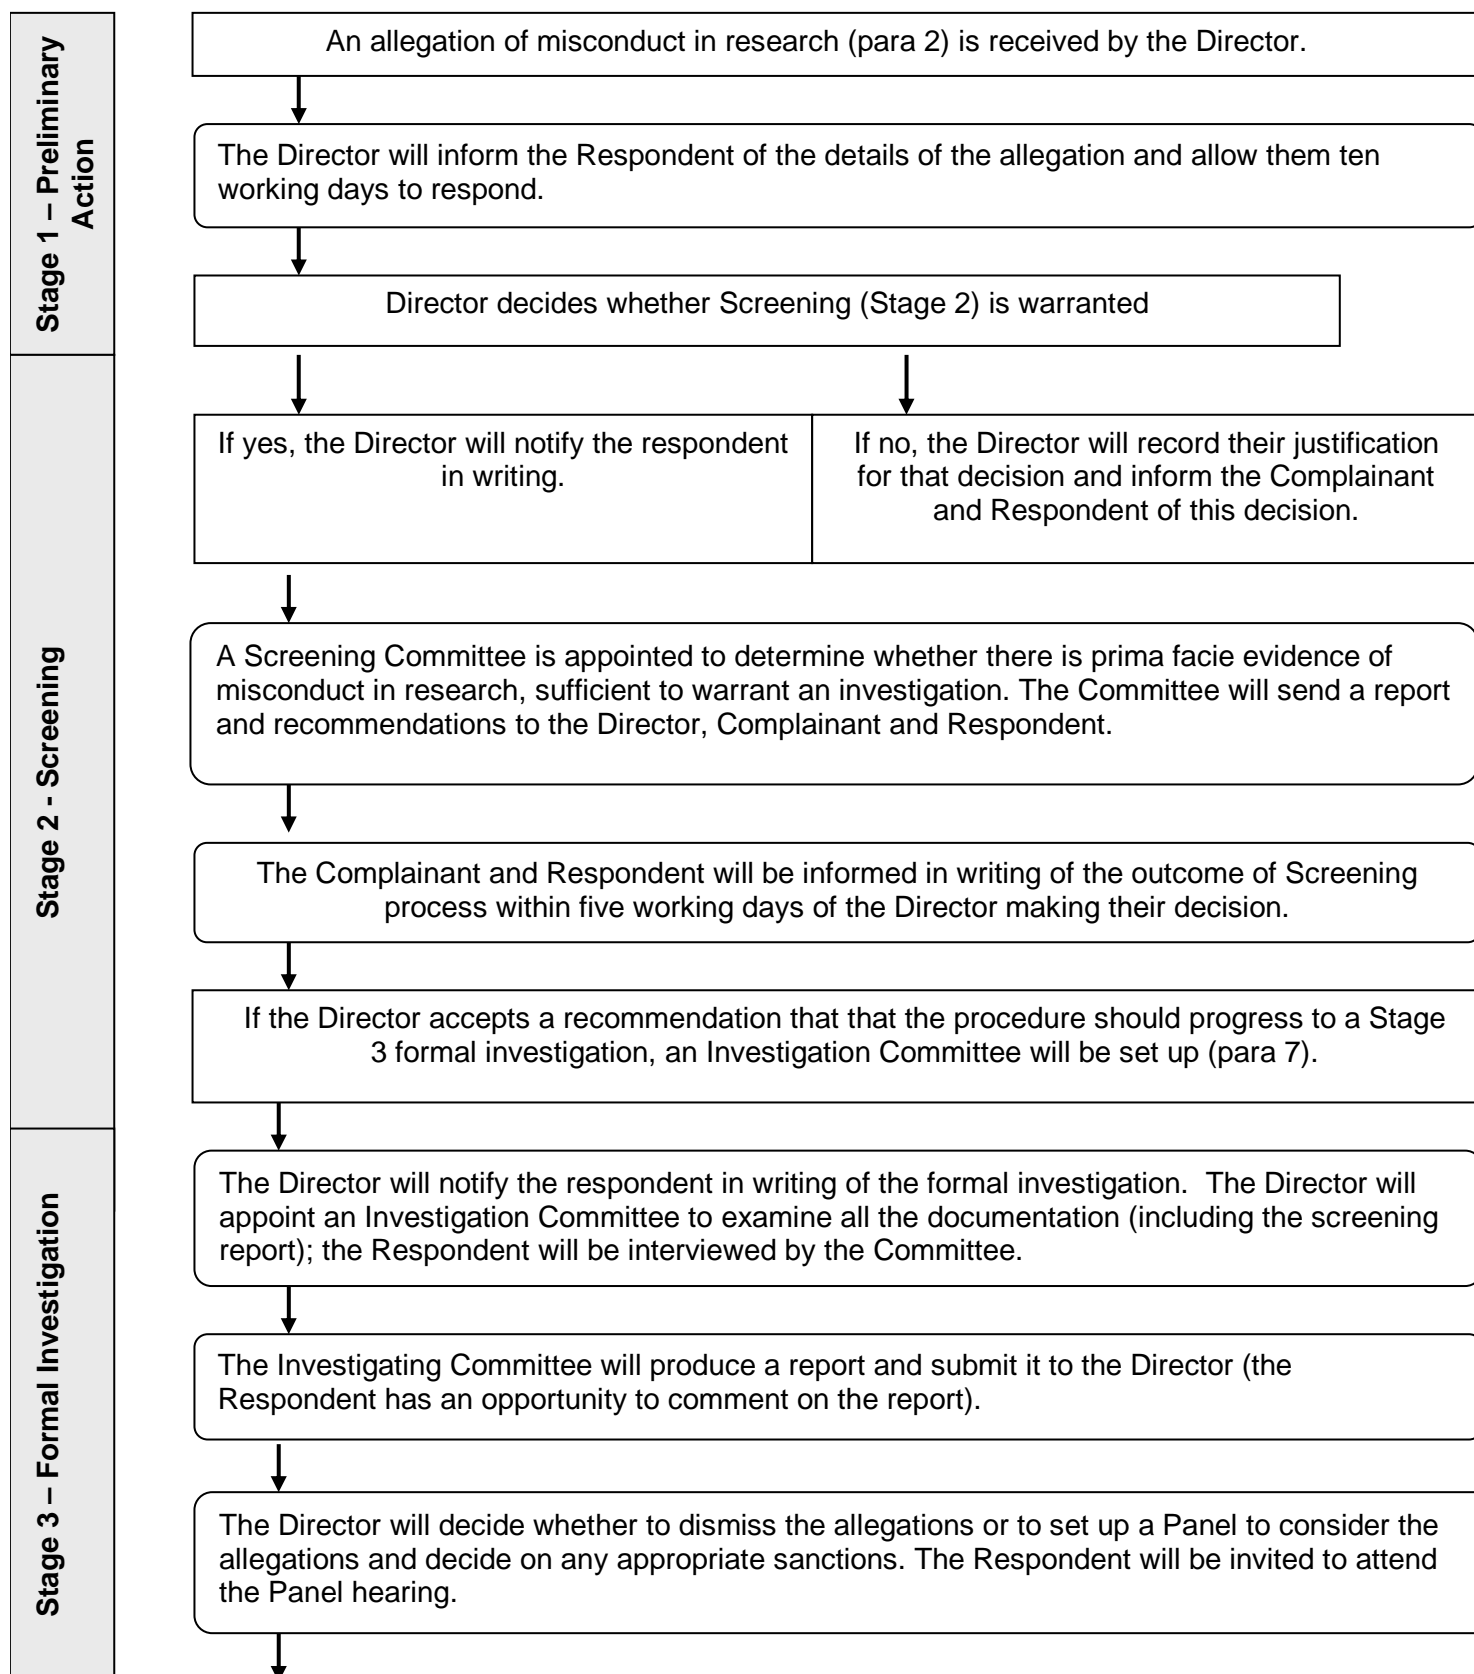 Stage 1 – Preliminary
Action
An allegation of misconduct in research (para 2) is received by the Director.
The Director will inform the Respondent of the details of the allegation and allow them ten
working days to respond.
Director decides whether Screening (Stage 2) is warranted
Stage 2 - Screening
If yes, the Director will notify the respondent
in writing.
If no, the Director will record their justification
for that decision and inform the Complainant
and Respondent of this decision.
A Screening Committee is appointed to determine whether there is prima facie evidence of
misconduct in research, sufficient to warrant an investigation. The Committee will send a report
and recommendations to the Director, Complainant and Respondent.
The Complainant and Respondent will be informed in writing of the outcome of Screening
process within five working days of the Director making their decision.
If the Director accepts a recommendation that that the procedure should progress to a Stage
3 formal investigation, an Investigation Committee will be set up (para 7).
Stage 3 – Formal Investigation
The Director will notify the respondent in writing of the formal investigation.  The Director will
appoint an Investigation Committee to examine all the documentation (including the screening
report); the Respondent will be interviewed by the Committee.
The Investigating Committee will produce a report and submit it to the Director (the
Respondent has an opportunity to comment on the report).
The Director will decide whether to dismiss the allegations or to set up a Panel to consider the
allegations and decide on any appropriate sanctions. The Respondent will be invited to attend
the Panel hearing.